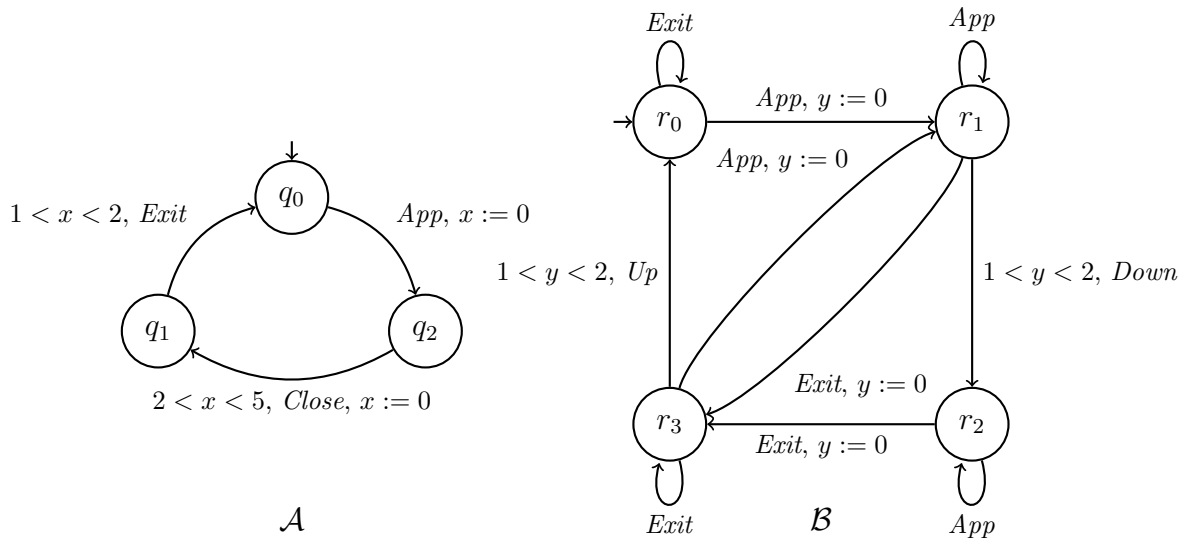 Exit
App
App, y := 0
r₀
r₁
App, y := 0
q₀
1 < x < 2, Exit
App, x := 0
1 < y < 2, Up
1 < y < 2, Down
q₁
q₂
2 < x < 5, Close, x := 0
Exit, y := 0
r₃
r₂
Exit, y := 0
Exit
App
𝒜
ℬ